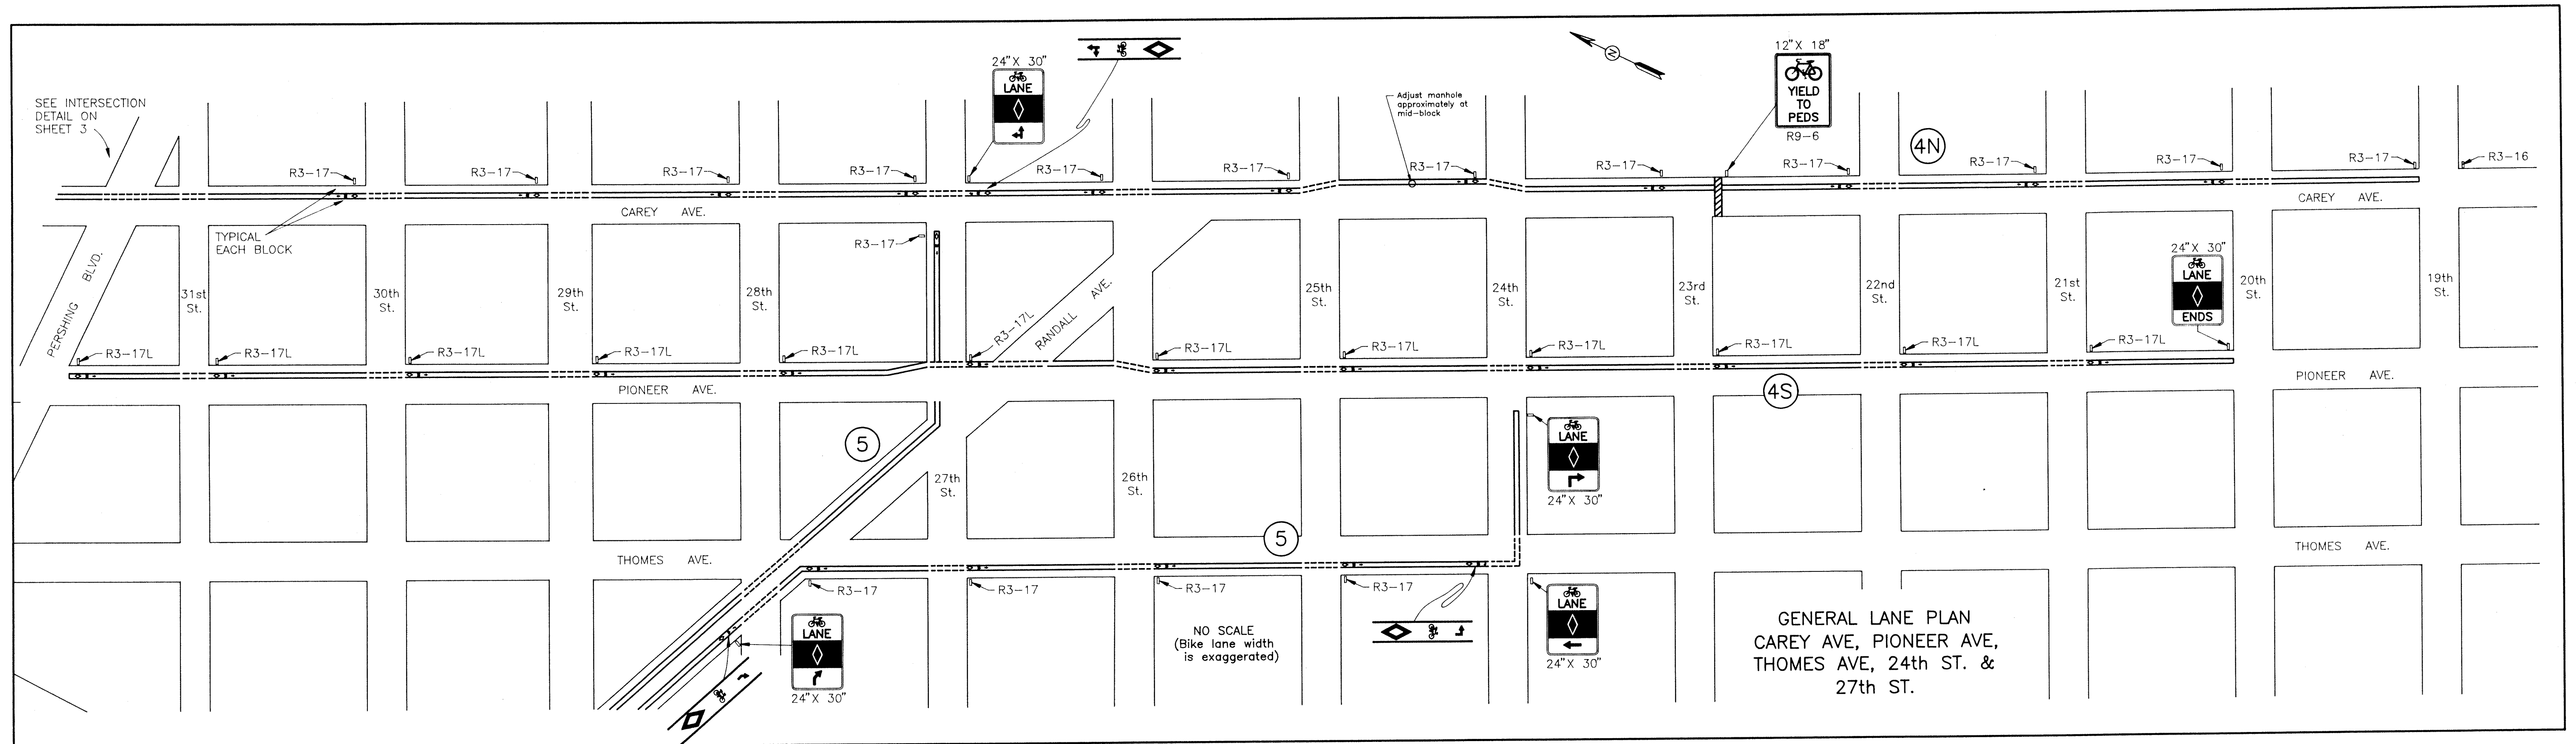 24"X 30"
LANE
N
12"X 18"
YIELD
TO
PEDS
R9-6
SEE INTERSECTION
DETAIL ON
SHEET 3
Adjust manhole
approximately at
mid-block
4N
R3-17
R3-17
R3-17
R3-17
R3-17
R3-17
R3-17
R3-17
R3-17
R3-17
R3-17
R3-17
R3-16
CAREY AVE.
CAREY AVE.
TYPICAL
EACH BLOCK
R3-17
PERSHING BLVD.
31st
St.
30th
St.
29th
St.
28th
St.
RANDALL AVE.
25th
St.
24th
St.
23rd
St.
22nd
St.
21st
St.
24"X 30"
LANE
ENDS
20th
St.
19th
St.
R3-17L
R3-17L
R3-17L
R3-17L
R3-17L
R3-17L
R3-17L
R3-17L
R3-17L
R3-17L
R3-17L
R3-17L
PIONEER AVE.
4S
PIONEER AVE.
5
27th
St.
26th
St.
LANE
24"X 30"
5
THOMES AVE.
THOMES AVE.
R3-17
R3-17
R3-17
R3-17
LANE
24"X 30"
LANE
24"X 30"
NO SCALE
(Bike lane width
is exaggerated)
GENERAL LANE PLAN
CAREY AVE, PIONEER AVE,
THOMES AVE, 24th ST. &
27th ST.